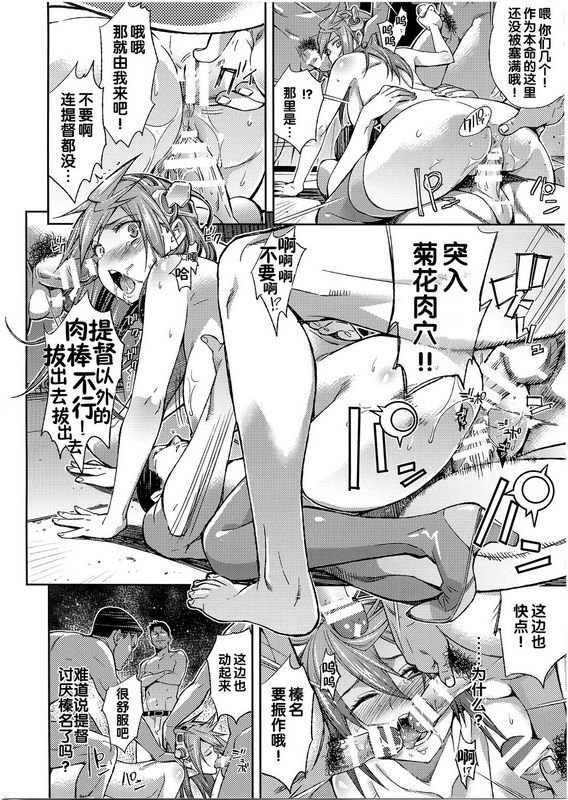 喂 你们几个！
作为本命的这里
还没被塞满哦！
呜
呜
!?
那里
是…
哦哦
那就由我来吧！
不要啊
连提督都没…
突入
菊花肉穴!!
啊啊啊
不要啊!?
哈
提督以外的
肉棒不行！
拔出去拔出去
这边也
快点！
……为什么？
呜
呜
榛名
要振作哦！
啊!?
这边也
动起来
很舒服吧
难道说提督
讨厌榛名了吗？